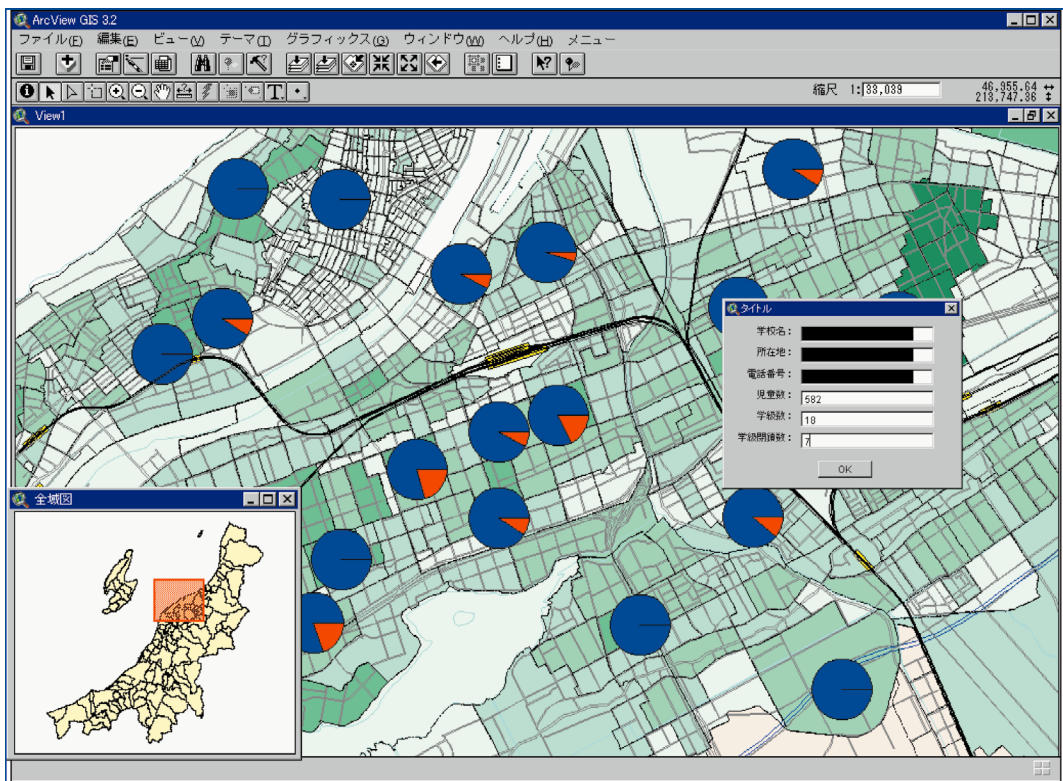 ArcView GIS 3.2
ファイル(F) 編集(E) ビュー(V) テーマ(T) グラフィックス(G) ウィンドウ(W) ヘルプ(H) メニュー
縮尺 1:33,039
46,955.64
213,747.36
View1
タイトル
学校名:
所在地:
電話番号:
児童数: 582
学級数: 18
学級閉鎖数: 7
OK
全域図